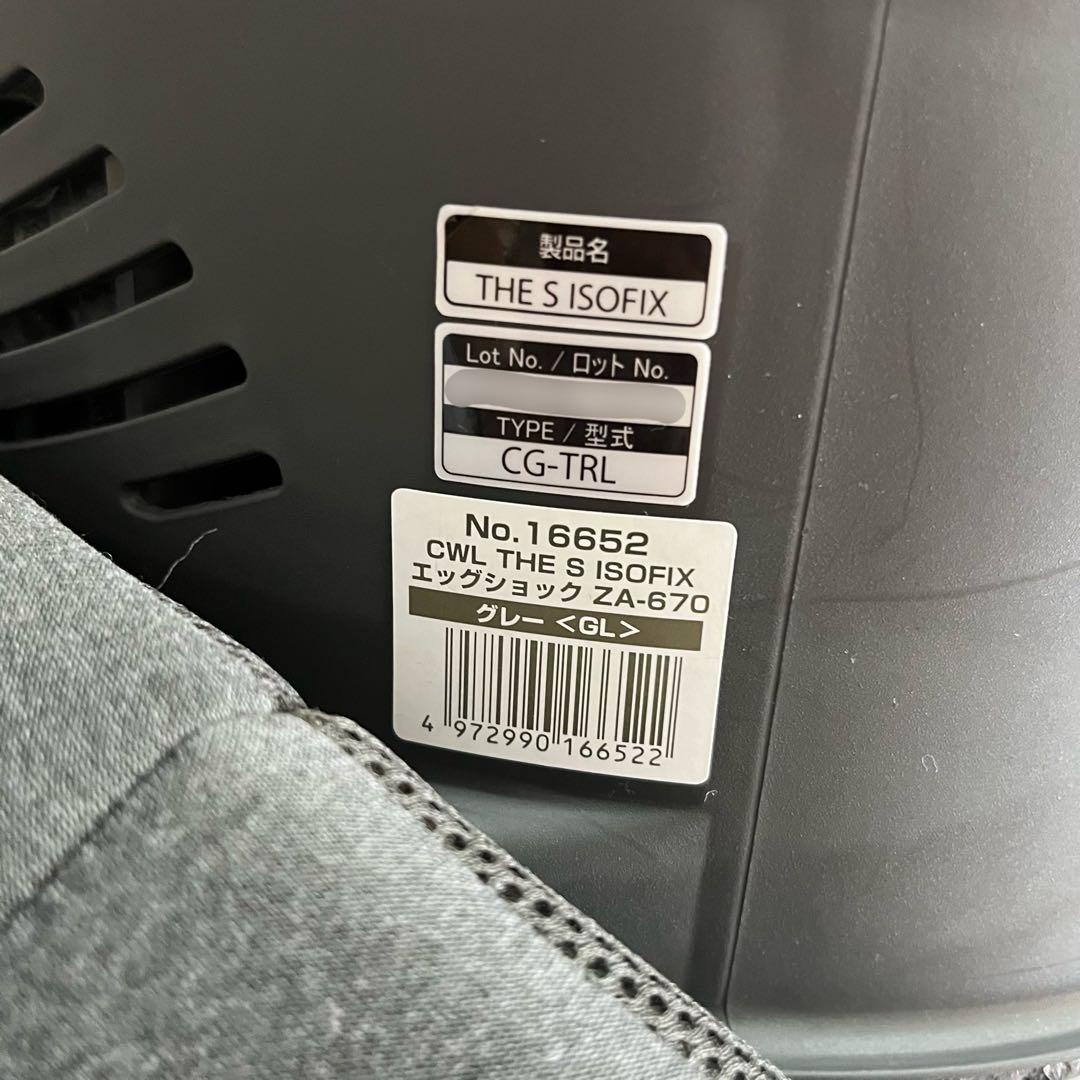 製品名
THE S ISOFIX
Lot No. / ロット No.
TYPE / 型式
CG-TRL
No.16652
CWL THE S ISOFIX
エッグショック ZA-670
グレー <GL>
4 972990 166522